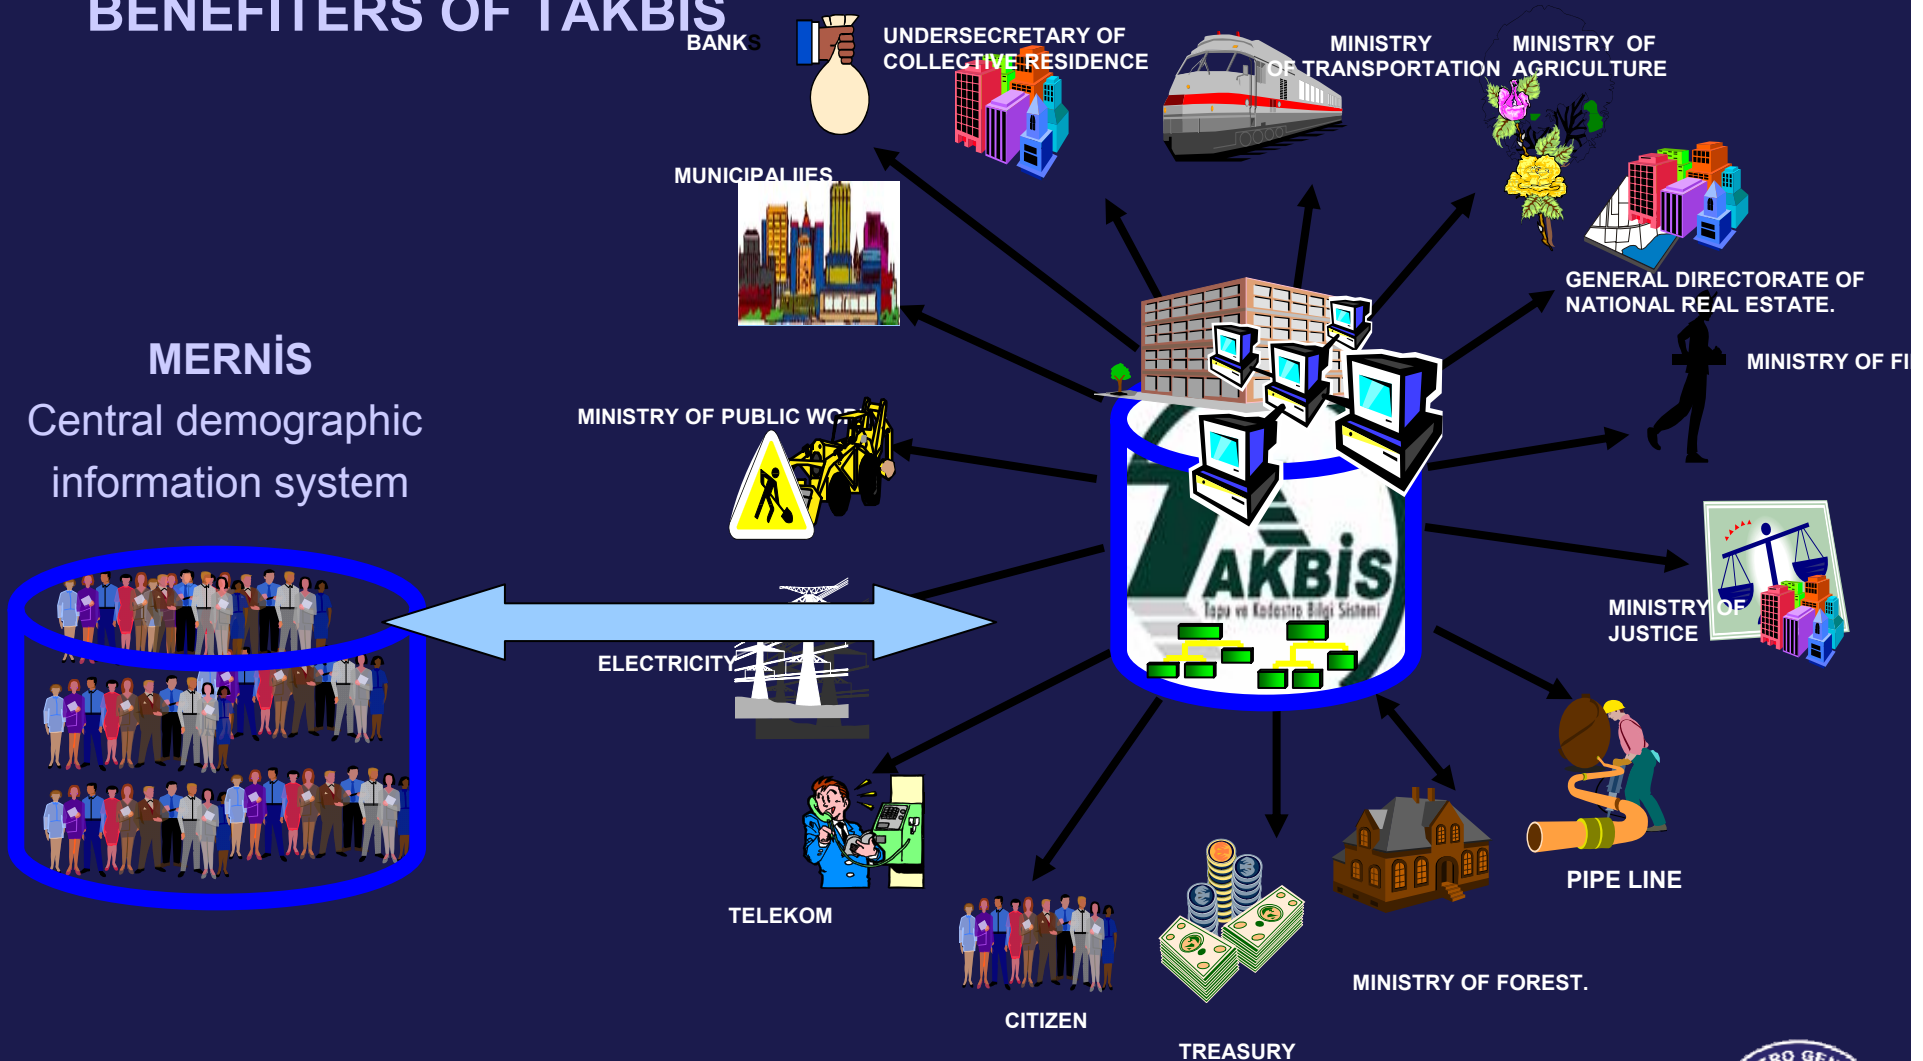 BENEFITERS OF TAKBİS
BANKS
UNDERSECRETARY OF
COLLECTIVE RESIDENCE
MINISTRY
OF TRANSPORTATION
MINISTRY OF
AGRICULTURE
MUNICIPALIIES
GENERAL DIRECTORATE OF
NATIONAL REAL ESTATE.
MERNİS
Central demographic
information system
MINISTRY OF FI
MINISTRY OF PUBLIC WOR
TAKBİS
Tapu ve Kadastro Bilgi Sistemi
MINISTRY OF
JUSTICE
ELECTRICITY
PIPE LINE
TELEKOM
MINISTRY OF FOREST.
CITIZEN
TREASURY